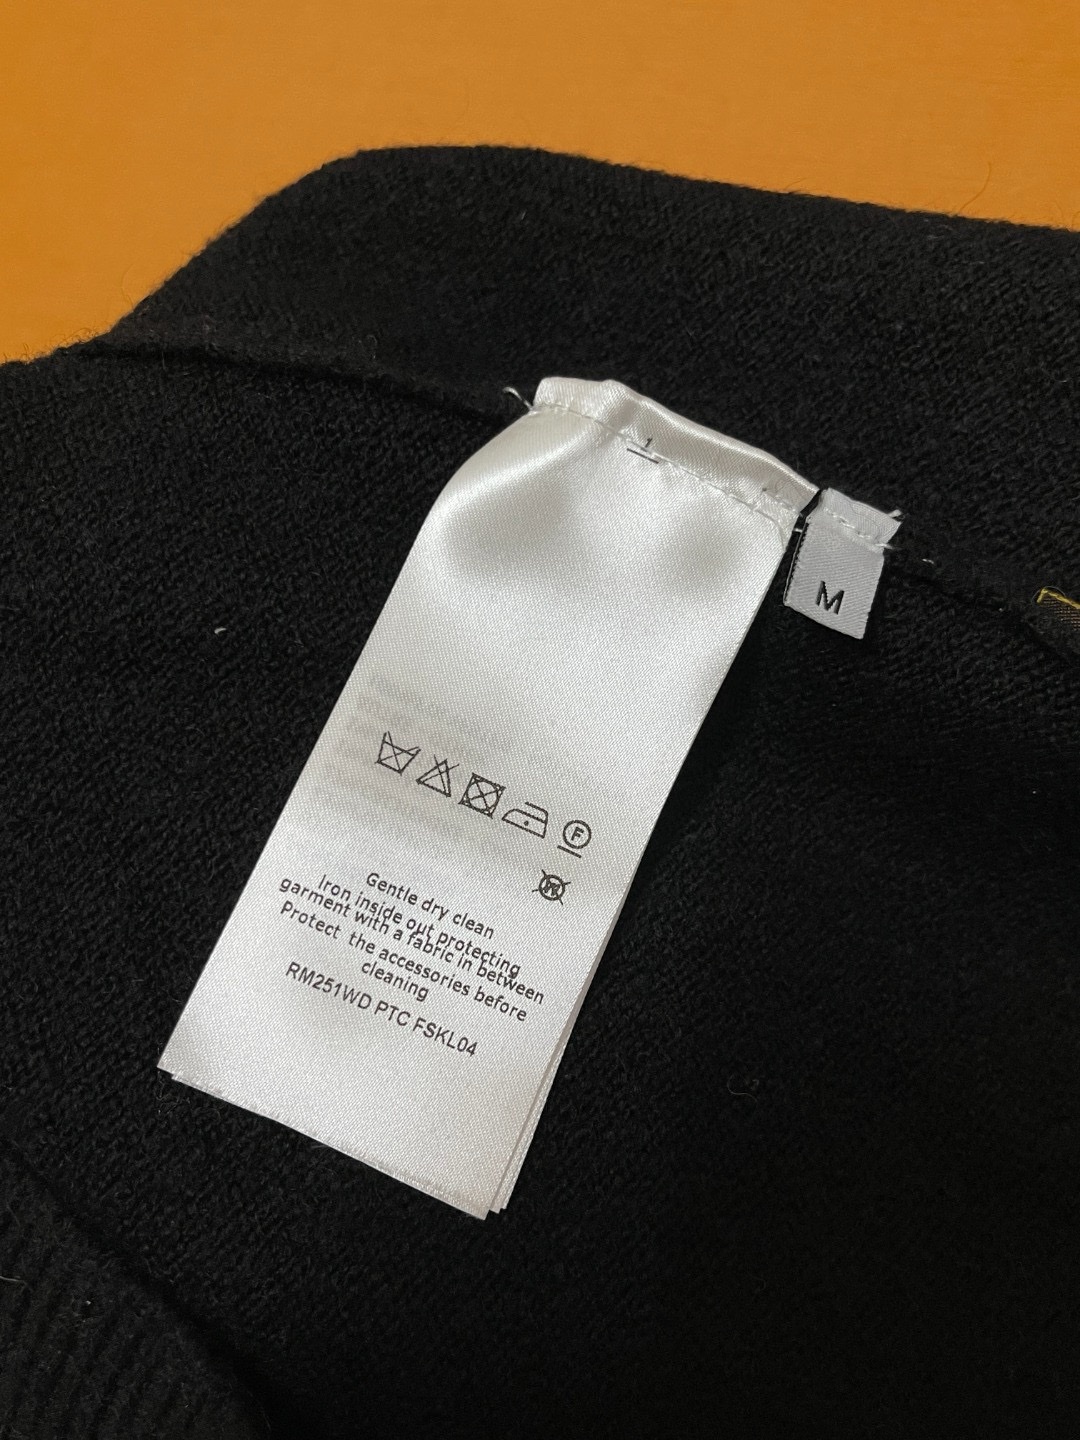 M
F
W
Gentle dry clean
Iron inside out protecting
garment with a fabric in between
Protect the accessories before
cleaning
RM251WD PTC FSKL04